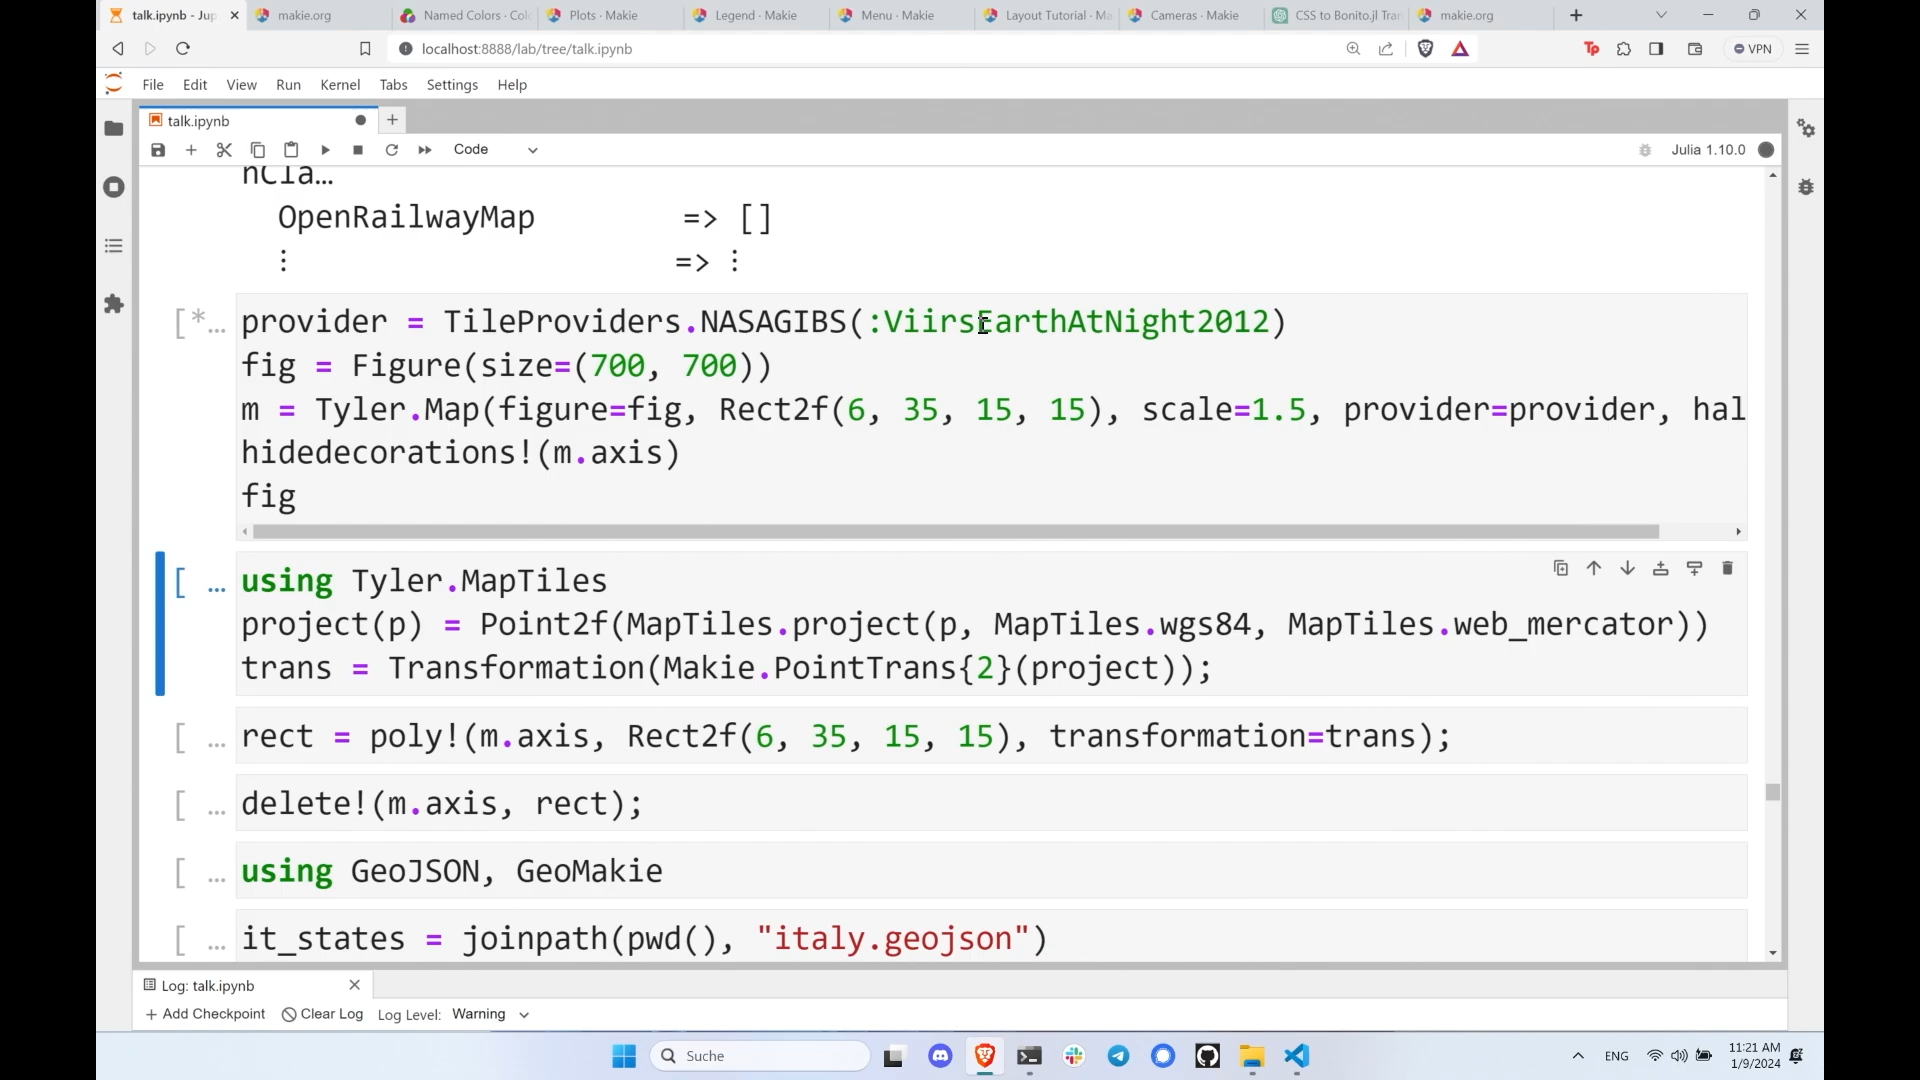 talk.ipynb - Jup
makie.org
Named Colors · Col
Plots · Makie
Legend · Makie
Menu · Makie
Layout Tutorial · Ma
Cameras · Makie
CSS to Bonito.jl Tran
makie.org
localhost:8888/lab/tree/talk.ipynb
VPN
File Edit View Run Kernel Tabs Settings Help
talk.ipynb
Code
Julia 1.10.0
nCla…
OpenRailwayMap => []
⋮ => ⋮
[*…
provider = TileProviders.NASAGIBS(:ViirsEarthAtNight2012)
fig = Figure(size=(700, 700))
m = Tyler.Map(figure=fig, Rect2f(6, 35, 15, 15), scale=1.5, provider=provider, hal
hidedecorations!(m.axis)
fig
[ …
using Tyler.MapTiles
project(p) = Point2f(MapTiles.project(p, MapTiles.wgs84, MapTiles.web_mercator))
trans = Transformation(Makie.PointTrans{2}(project));
[ … rect = poly!(m.axis, Rect2f(6, 35, 15, 15), transformation=trans);
[ … delete!(m.axis, rect);
[ … using GeoJSON, GeoMakie
[ … it_states = joinpath(pwd(), "italy.geojson")
Log: talk.ipynb
Add Checkpoint Clear Log Log Level: Warning
Suche
ENG
11:21 AM
1/9/2024